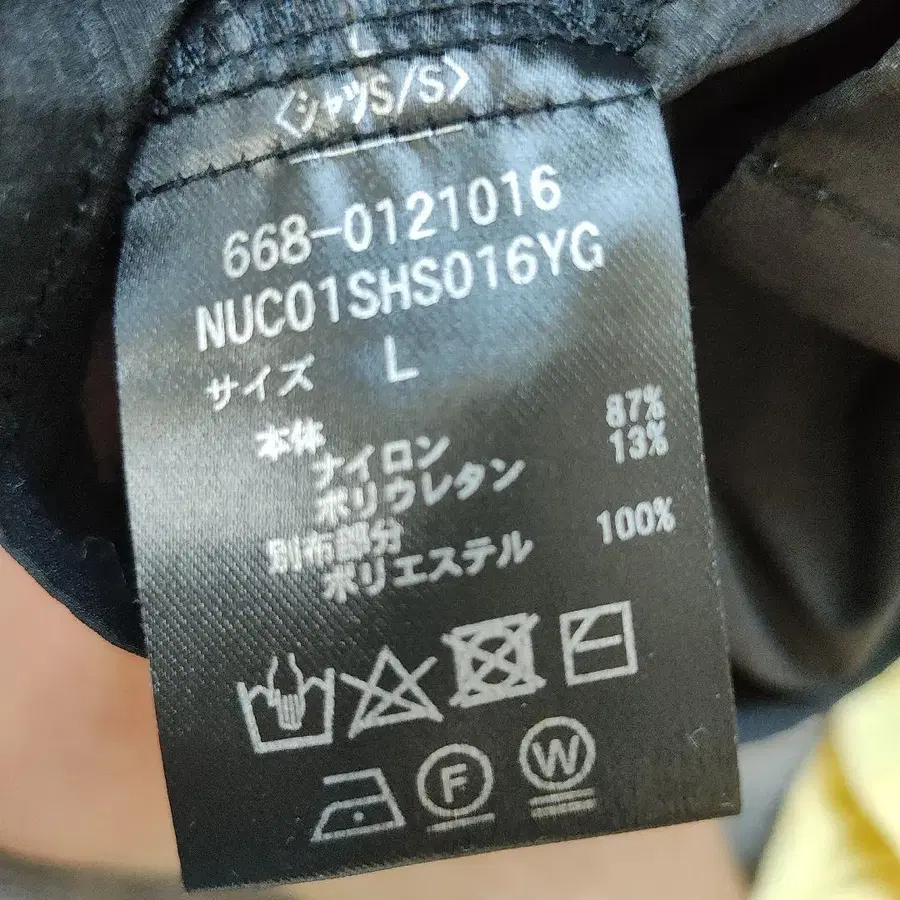 L
〈シャツS/S〉
668-0121016
NUC01SHS016YG
サイズ L
本体
ナイロン 87%
ポリウレタン 13%
別布部分
ポリエステル 100%
F W